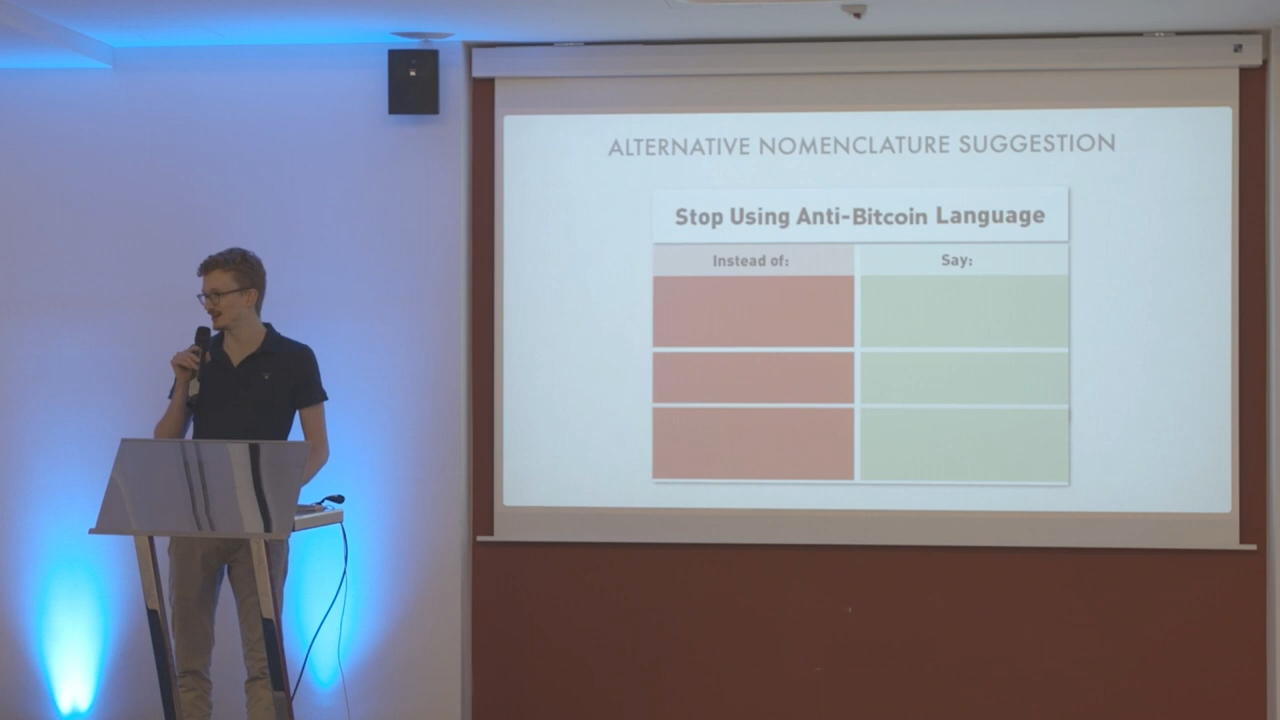 ALTERNATIVE NOMENCLATURE SUGGESTION
Stop Using Anti-Bitcoin Language
Instead of: Say: